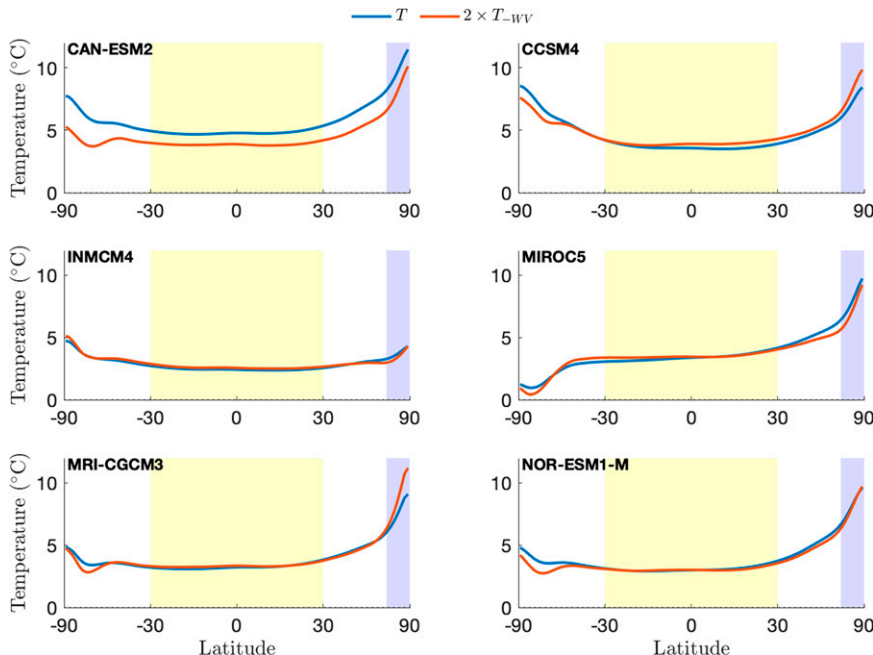 T 2 × T₋WV
CAN-ESM2
CCSM4
Temperature (°C)
10
5
0
-90 -30 0 30 90
10
5
0
-90 -30 0 30 90
INMCM4
MIROC5
Temperature (°C)
10
5
0
-90 -30 0 30 90
10
5
0
-90 -30 0 30 90
MRI-CGCM3
NOR-ESM1-M
Temperature (°C)
10
5
0
-90 -30 0 30 90
Latitude
10
5
0
-90 -30 0 30 90
Latitude